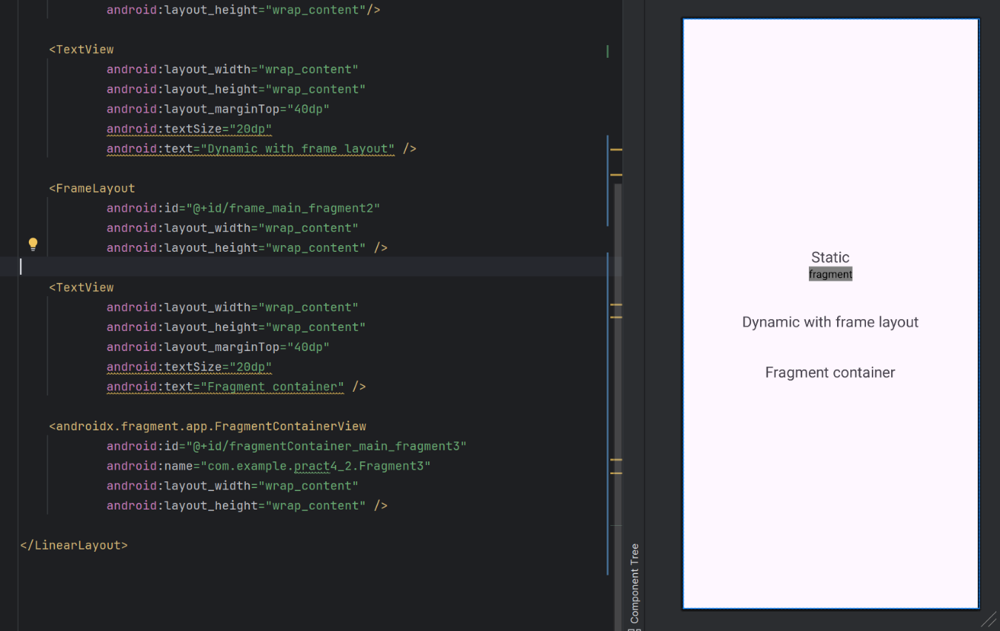 android:layout_height="wrap_content"/>
<TextView
android:layout_width="wrap_content"
android:layout_height="wrap_content"
android:layout_marginTop="40dp"
android:textSize="20dp"
android:text="Dynamic with frame layout" />
<FrameLayout
android:id="@+id/frame_main_fragment2"
android:layout_width="wrap_content"
android:layout_height="wrap_content" />
<TextView
android:layout_width="wrap_content"
android:layout_height="wrap_content"
android:layout_marginTop="40dp"
android:textSize="20dp"
android:text="Fragment container" />
<androidx.fragment.app.FragmentContainerView
android:id="@+id/fragmentContainer_main_fragment3"
android:name="com.example.pract4_2.Fragment3"
android:layout_width="wrap_content"
android:layout_height="wrap_content" />
</LinearLayout>
Component Tree
Static
fragment
Dynamic with frame layout
Fragment container